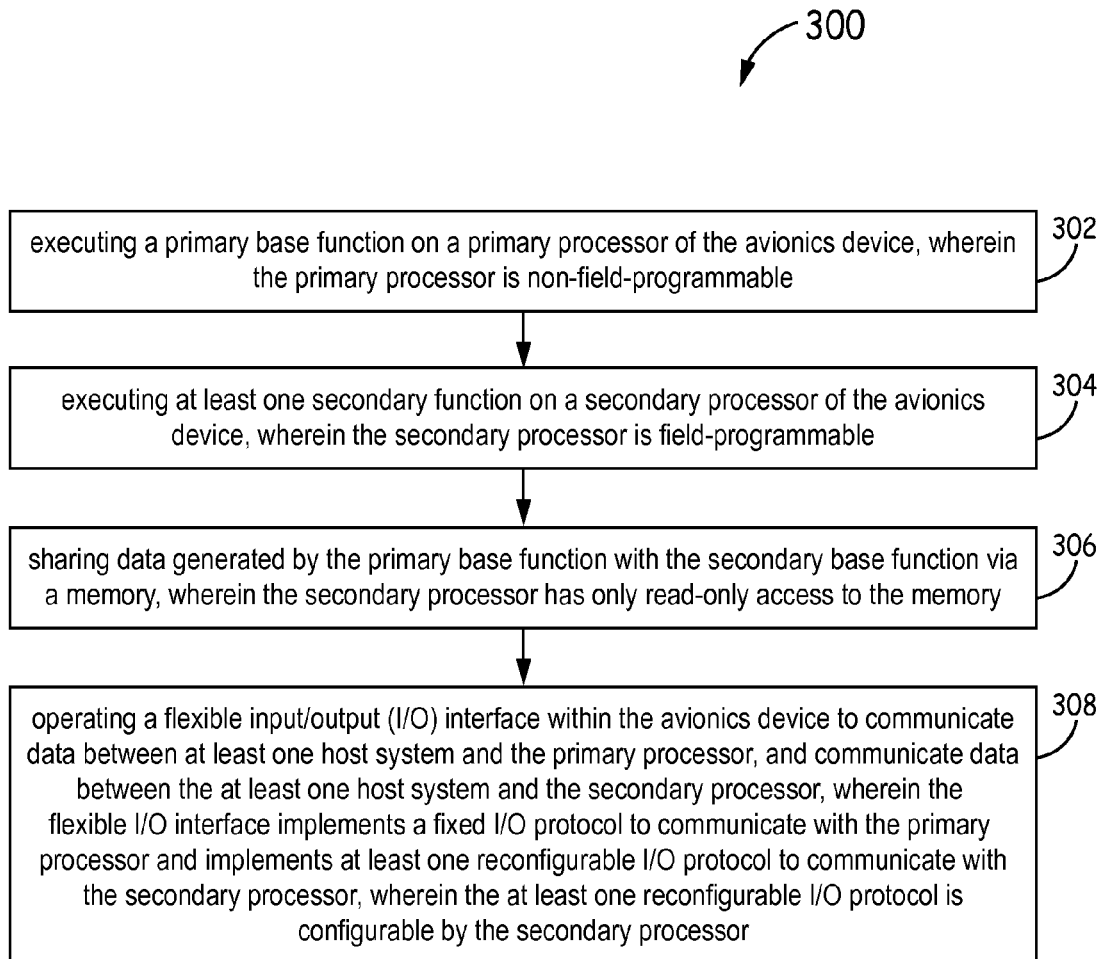 300
executing a primary base function on a primary processor of the avionics device, wherein
the primary processor is non-field-programmable
302
executing at least one secondary function on a secondary processor of the avionics
device, wherein the secondary processor is field-programmable
304
sharing data generated by the primary base function with the secondary base function via
a memory, wherein the secondary processor has only read-only access to the memory
306
operating a flexible input/output (I/O) interface within the avionics device to communicate
data between at least one host system and the primary processor, and communicate data
between the at least one host system and the secondary processor, wherein the
flexible I/O interface implements a fixed I/O protocol to communicate with the primary
processor and implements at least one reconfigurable I/O protocol to communicate with
the secondary processor, wherein the at least one reconfigurable I/O protocol is
configurable by the secondary processor
308